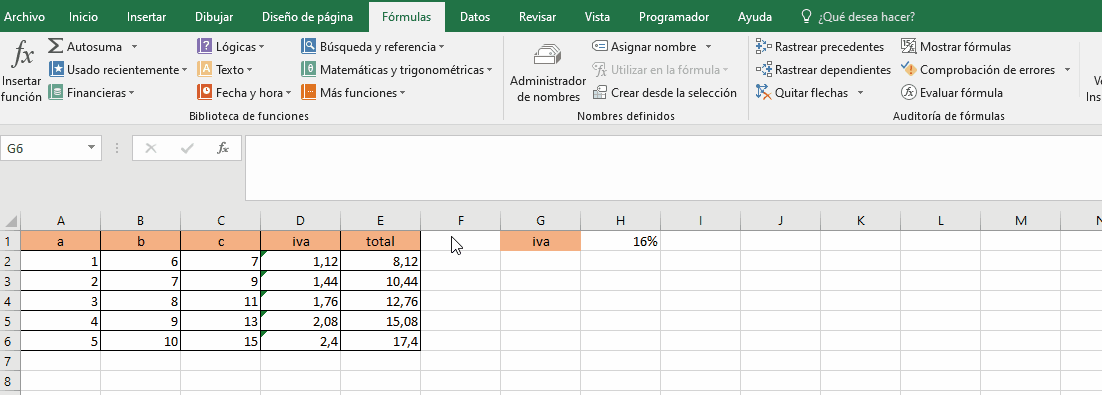 Archivo Inicio Insertar Dibujar Diseño de página Fórmulas Datos Revisar Vista Programador Ayuda ¿Qué desea hacer?
fx Insertar función
Autosuma
Usado recientemente
Financieras
Lógicas
Texto
Fecha y hora
Búsqueda y referencia
Matemáticas y trigonométricas
Más funciones
Biblioteca de funciones
Administrador de nombres
Asignar nombre
Utilizar en la fórmula
Crear desde la selección
Nombres definidos
Rastrear precedentes
Rastrear dependientes
Quitar flechas
Mostrar fórmulas
Comprobación de errores
Evaluar fórmula
Auditoría de fórmulas
G6 fx
A B C D E F G H I J K L M
1 a b c iva total iva 16%
2 1 6 7 1,12 8,12
3 2 7 9 1,44 10,44
4 3 8 11 1,76 12,76
5 4 9 13 2,08 15,08
6 5 10 15 2,4 17,4
7
8